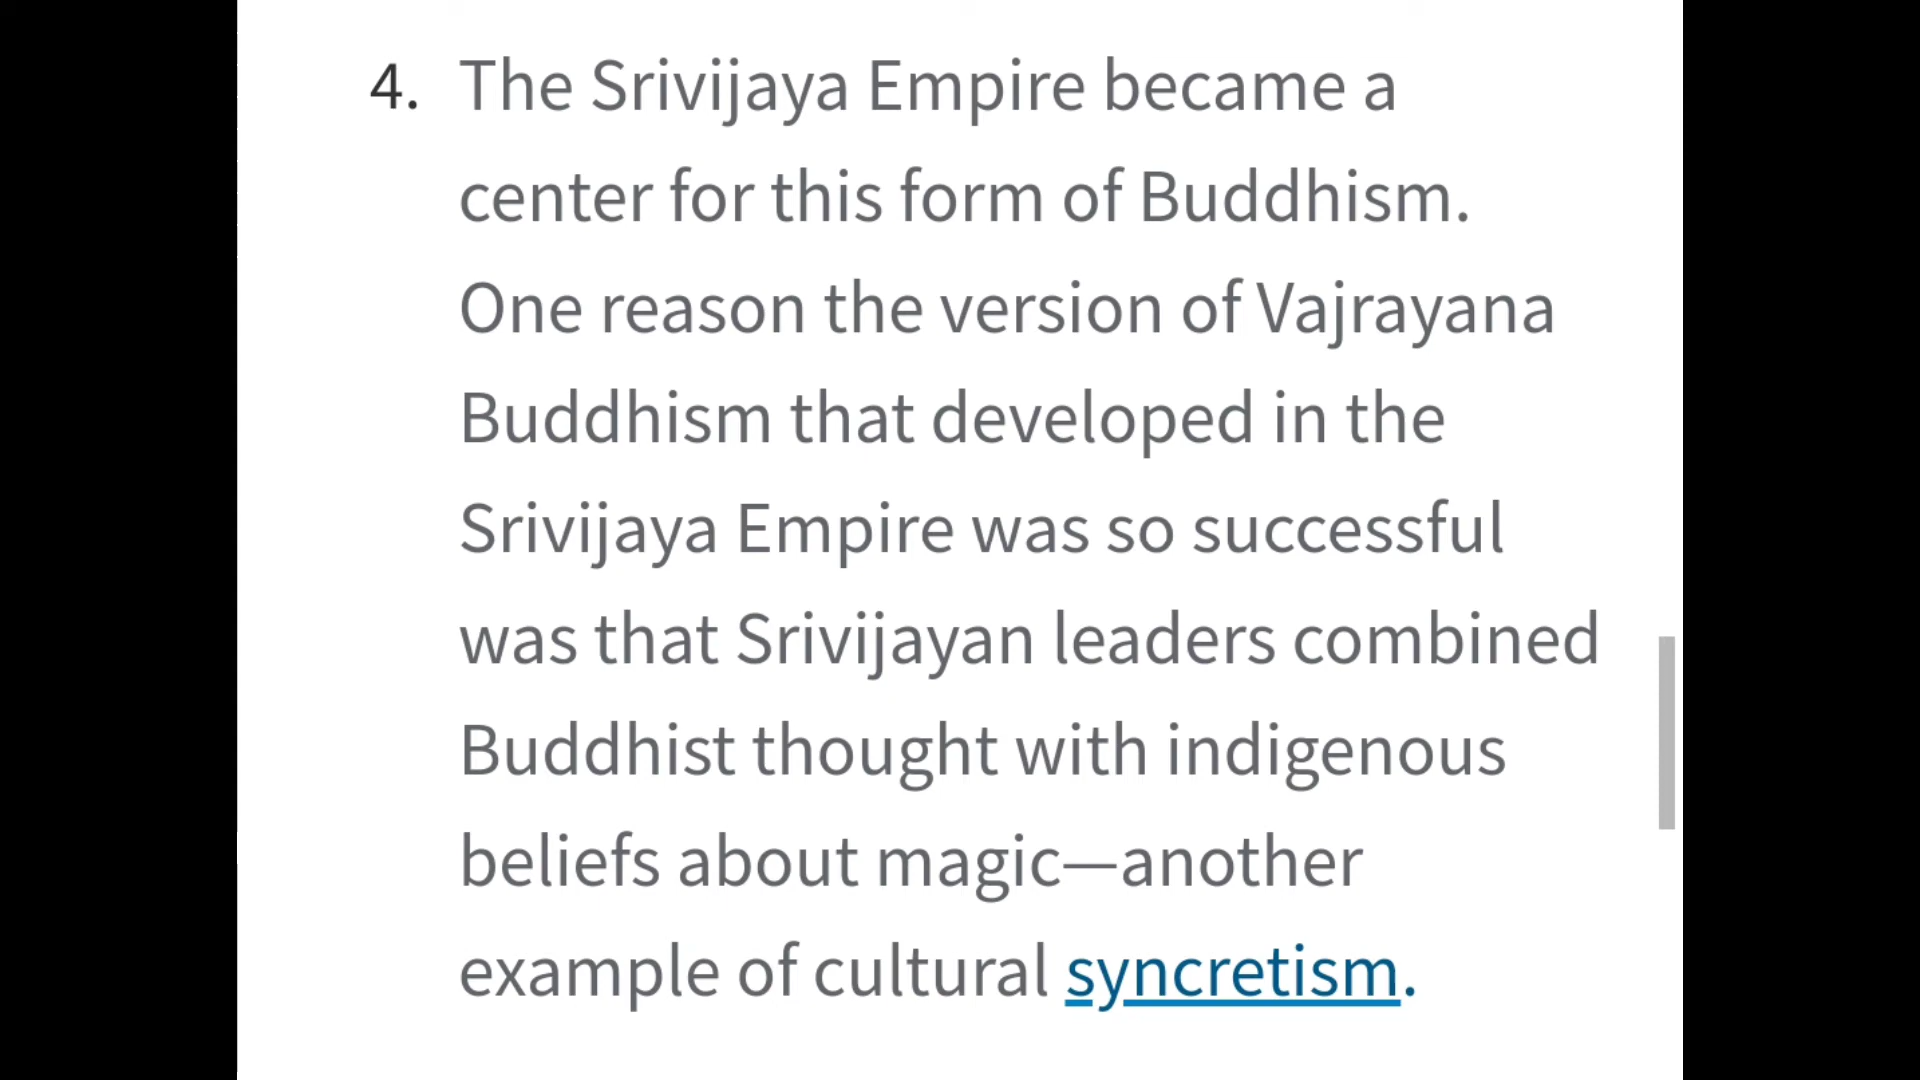 4. The Srivijaya Empire became a
center for this form of Buddhism.
One reason the version of Vajrayana
Buddhism that developed in the
Srivijaya Empire was so successful
was that Srivijayan leaders combined
Buddhist thought with indigenous
beliefs about magic—another
example of cultural syncretism.